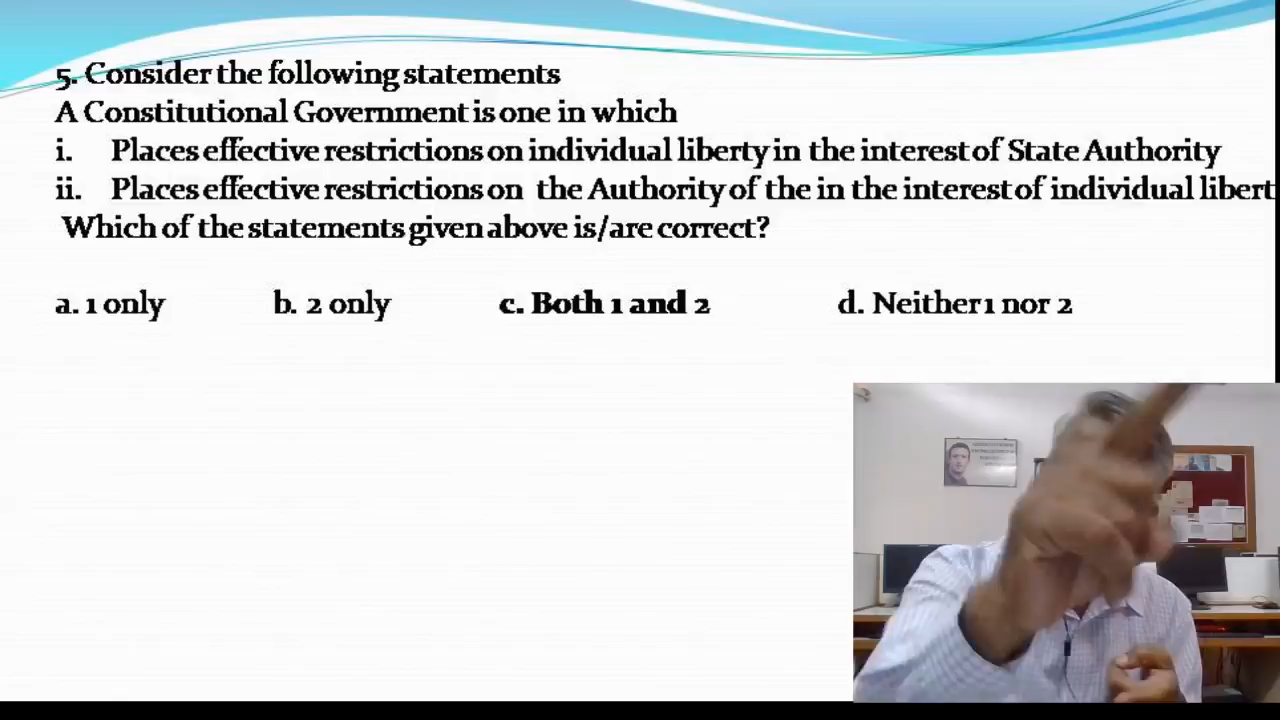 5. Consider the following statements
A Constitutional Government is one in which
i. Places effective restrictions on individual liberty in the interest of State Authority
ii. Places effective restrictions on the Authority of the in the interest of individual libert
Which of the statements given above is/are correct?
a. 1 only b. 2 only c. Both 1 and 2 d. Neither 1 nor 2